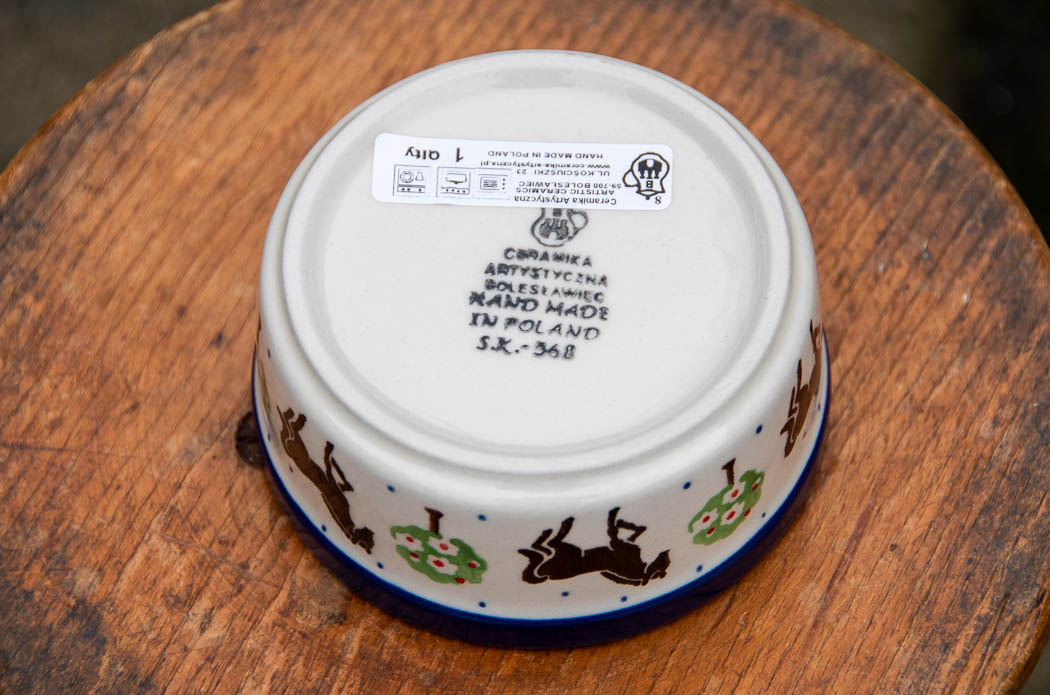 8
B
Ceramika Artystyczna
ARTISTIC CERAMICS
59-700 BOLESŁAWIEC
UL.KOŚCIUSZKI 23
www.ceramika-artystyczna.pl
HAND MADE IN POLAND
1 Qlty
CERAMIKA
ARTYSTYCZNA
BOLESŁAWIEC
HAND MADE
IN POLAND
S.K.-568